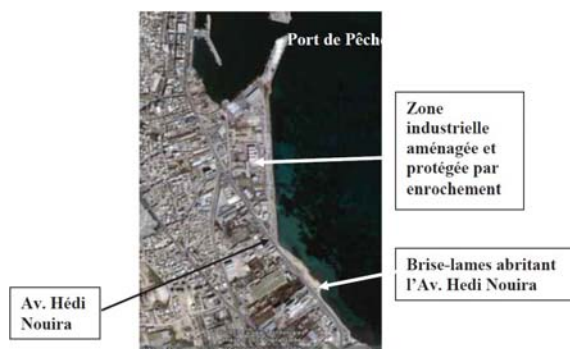 Port de Pêche
Zone
industrielle
aménagée et
protégée par
enrochement
Brise-lames abritant
l'Av. Hedi Nouira
Av. Hédi
Nouira